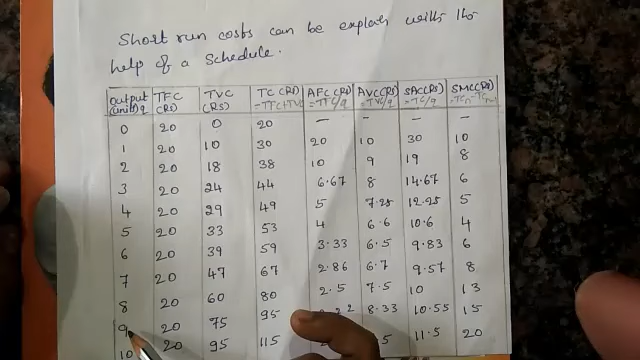 Short run costs can be explain with the
help of a Schedule.
output (unit) q TFC (RS) TVC (RS) TC (RS) =TFC+TVC AFC(RS) =TFC/q AVC(RS) =TVC/q SAC(RS) =TC/q SMC(RS) =TCn-TCn-1
0 20 0 20 — — — —
1 20 10 30 20 10 30 10
2 20 18 38 10 9 19 8
3 20 24 44 6.67 8 14.67 6
4 20 29 49 5 7.25 12.25 5
5 20 33 53 4 6.6 10.6 4
6 20 39 59 3.33 6.5 9.83 6
7 20 47 67 2.86 6.7 9.57 8
8 20 60 80 2.5 7.5 10 13
9 20 75 95 8.33 10.55 15
10 20 95 115 5 11.5 20